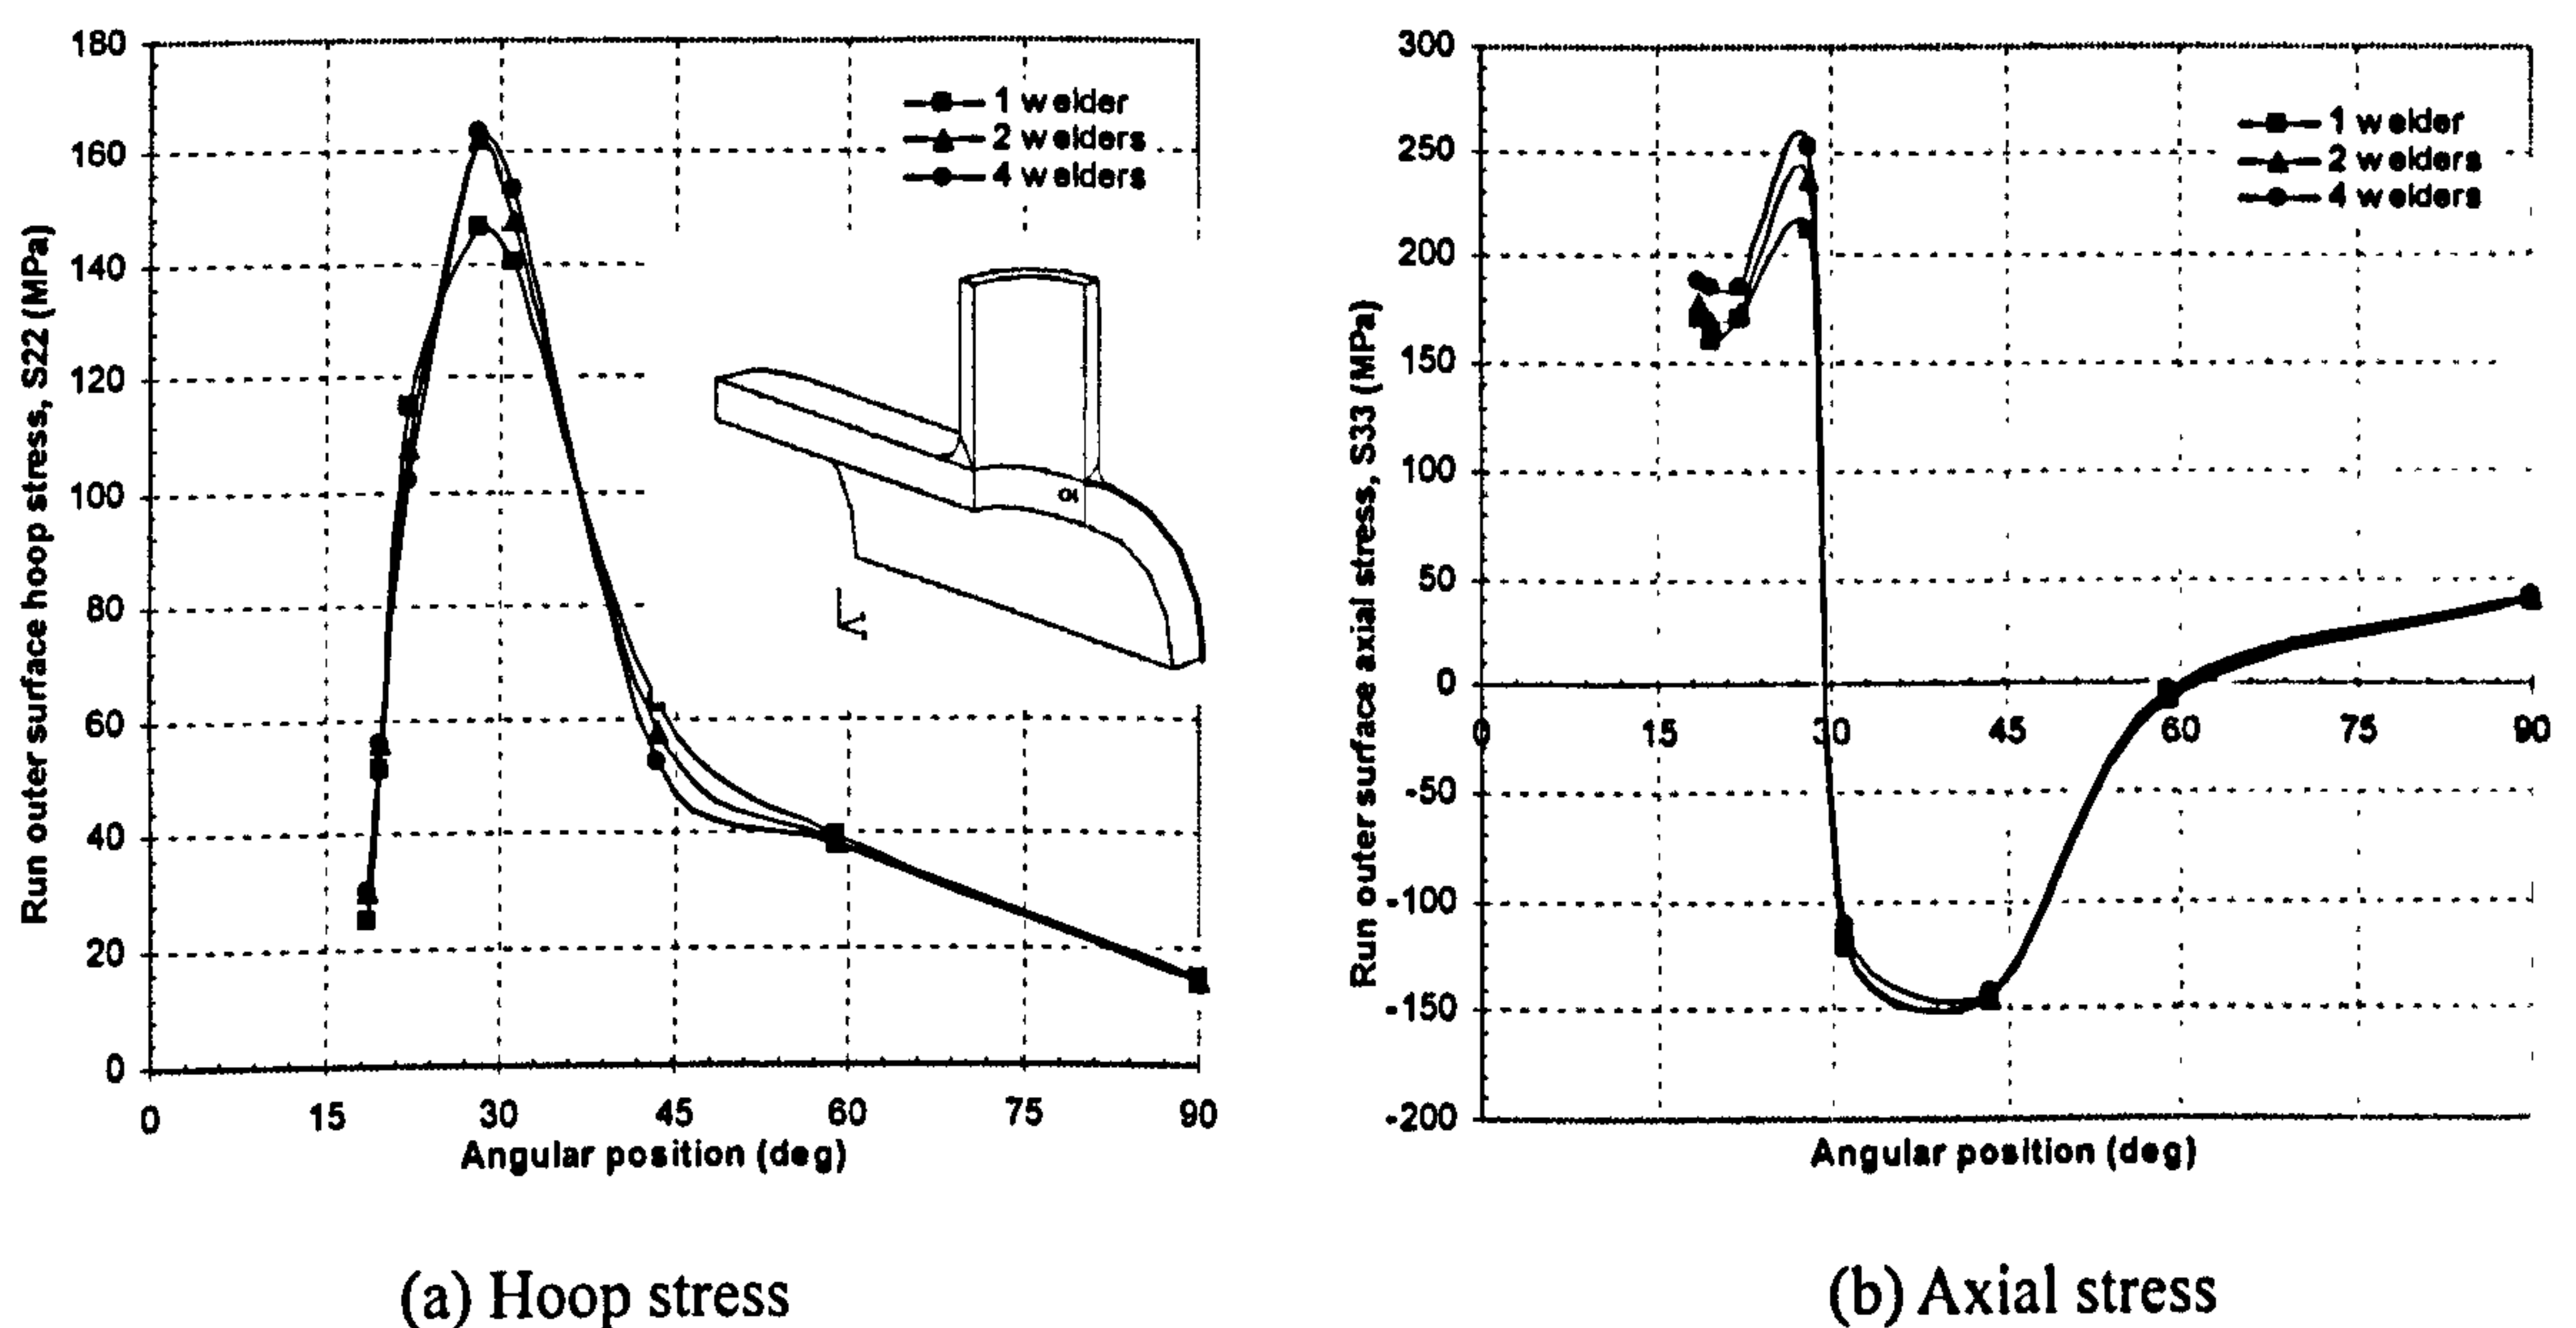 180
160
140
120
100
80
60
40
20
0
Run outer surface hoop stress, S22 (MPa)
1 welder
2 welders
4 welders
0 15 30 45 60 75 90
Angular position (deg)
(a) Hoop stress
300
250
200
150
100
50
0
-50
-100
-150
-200
Run outer surface axial stress, S33 (MPa)
1 welder
2 welders
4 welders
0 15 30 45 60 75 90
Angular position (deg)
(b) Axial stress